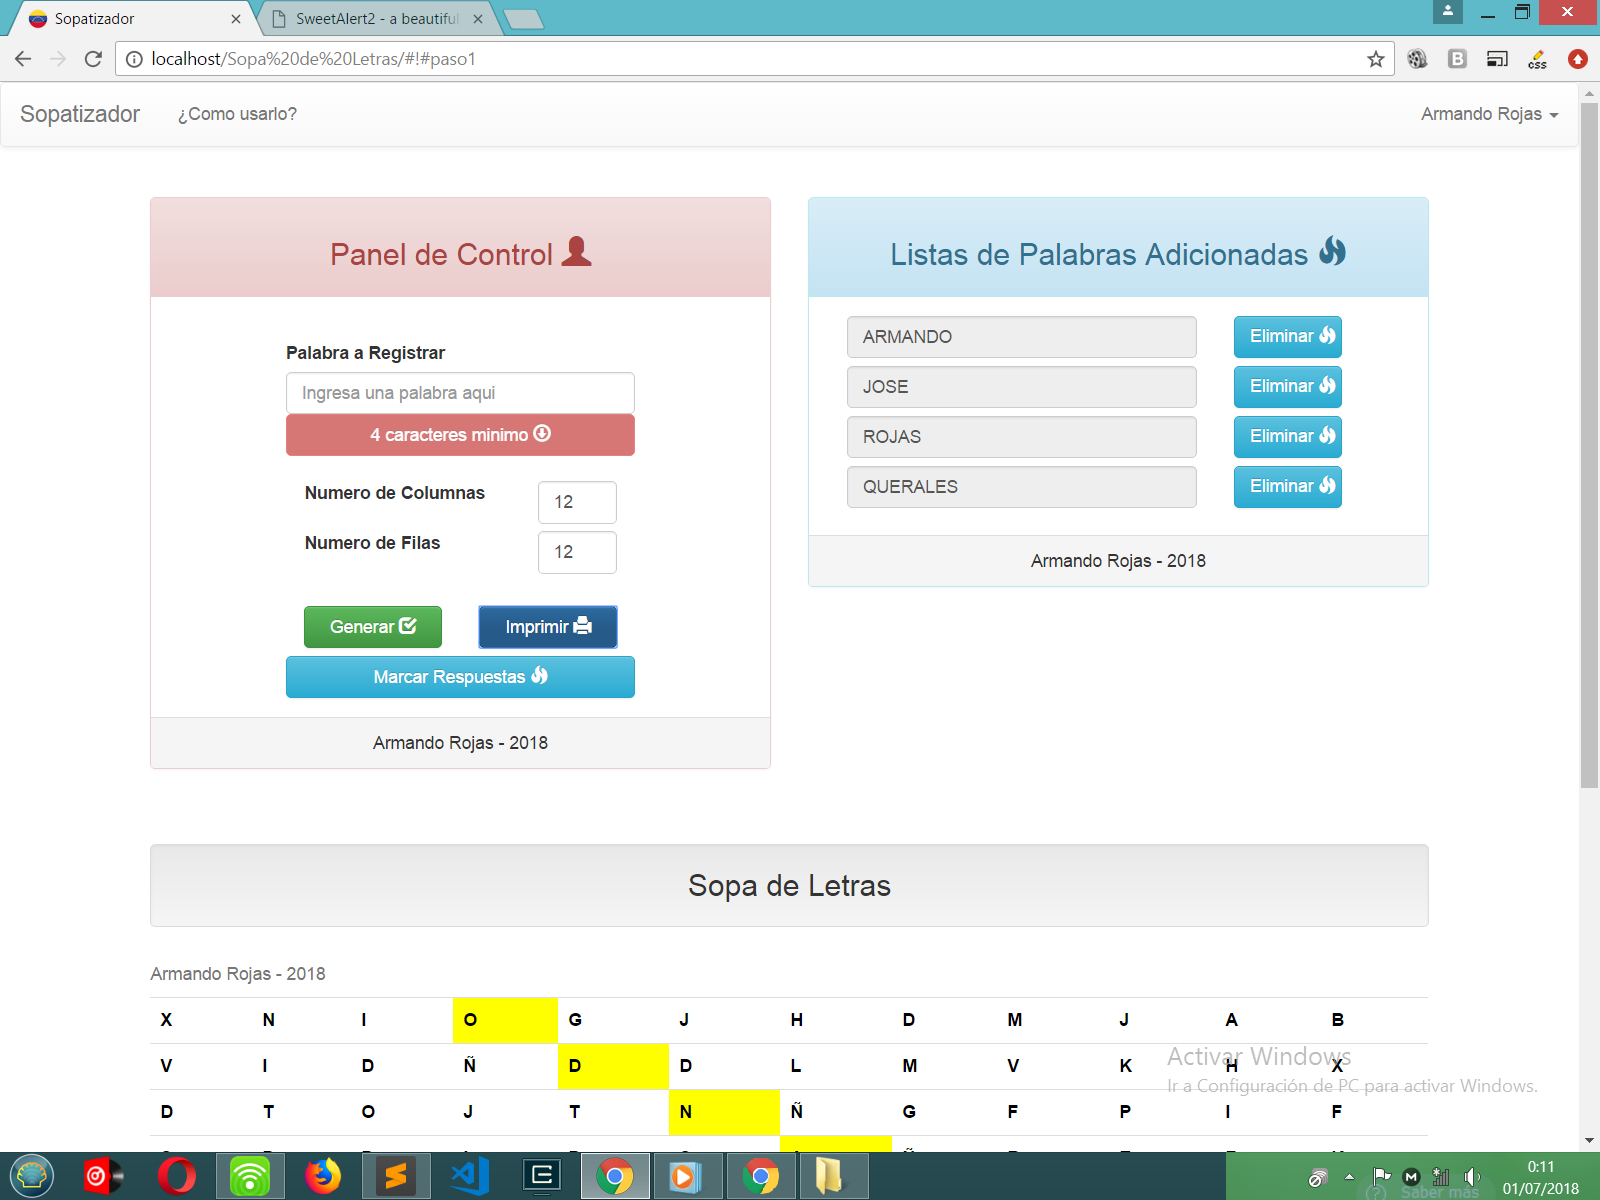 Sopatizador
SweetAlert2 - a beautiful
localhost/Sopa%20de%20Letras/#!#paso1
Sopatizador
¿Como usarlo?
Armando Rojas
Panel de Control
Palabra a Registrar
Ingresa una palabra aqui
4 caracteres minimo
Numero de Columnas
12
Numero de Filas
12
Generar
Imprimir
Marcar Respuestas
Armando Rojas - 2018
Listas de Palabras Adicionadas
ARMANDO
Eliminar
JOSE
Eliminar
ROJAS
Eliminar
QUERALES
Eliminar
Armando Rojas - 2018
Sopa de Letras
Armando Rojas - 2018
X N I O G J H D M J A B
V I D Ñ D D L M V K H X
D T O J T N Ñ G F P I F
Activar Windows
Ir a Configuración de PC para activar Windows.
Saber más
0:11
01/07/2018